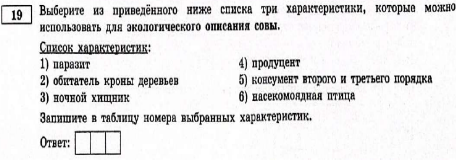 19 Выберите из приведённого ниже списка три характеристики, которые можно
использовать для экологического описания совы.
Список характеристик:
1) паразит 4) продуцент
2) обитатель кроны деревьев 5) консумент второго и третьего порядка
3) ночной хищник 6) насекомоядная птица
Запишите в таблицу номера выбранных характеристик.
Ответ: